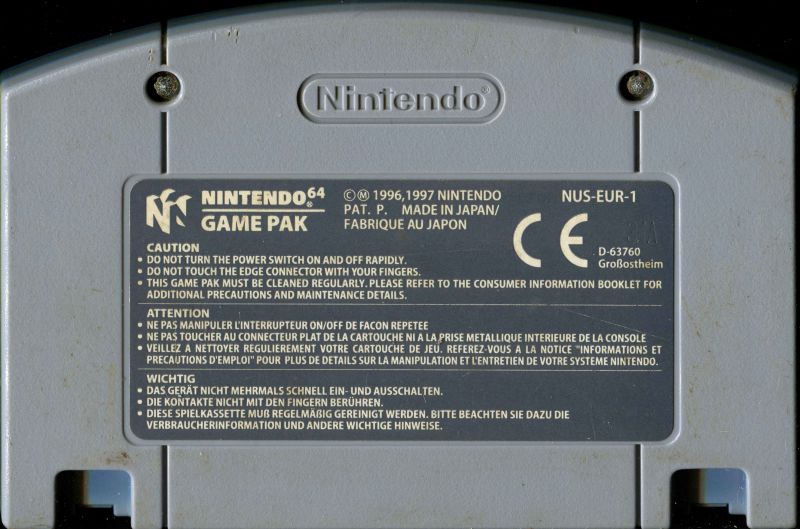 Nintendo®
NINTENDO64®
GAME PAK
©Ⓜ 1996,1997 NINTENDO
PAT. P. MADE IN JAPAN/
FABRIQUE AU JAPON
NUS-EUR-1
CE
D-63760
Großostheim
CAUTION
• DO NOT TURN THE POWER SWITCH ON AND OFF RAPIDLY.
• DO NOT TOUCH THE EDGE CONNECTOR WITH YOUR FINGERS.
• THIS GAME PAK MUST BE CLEANED REGULARLY. PLEASE REFER TO THE CONSUMER INFORMATION BOOKLET FOR
ADDITIONAL PRECAUTIONS AND MAINTENANCE DETAILS.
ATTENTION
• NE PAS MANIPULER L'INTERRUPTEUR ON/OFF DE FACON REPETEE
• NE PAS TOUCHER AU CONNECTEUR PLAT DE LA CARTOUCHE NI A LA PRISE METALLIQUE INTERIEURE DE LA CONSOLE
• VEILLEZ A NETTOYER REGULIEREMENT VOTRE CARTOUCHE DE JEU. REFEREZ-VOUS A LA NOTICE "INFORMATIONS ET
PRECAUTIONS D'EMPLOI" POUR PLUS DE DETAILS SUR LA MANIPULATION ET L'ENTRETIEN DE VOTRE SYSTEME NINTENDO.
WICHTIG
• DAS GERÄT NICHT MEHRMALS SCHNELL EIN- UND AUSSCHALTEN.
• DIE KONTAKTE NICHT MIT DEN FINGERN BERÜHREN.
• DIESE SPIELKASSETTE MUß REGELMÄßIG GEREINIGT WERDEN. BITTE BEACHTEN SIE DAZU DIE
VERBRAUCHERINFORMATION UND ANDERE WICHTIGE HINWEISE.